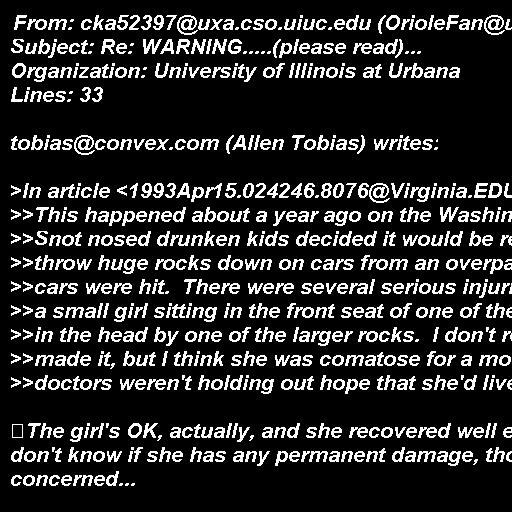 From: cka52397@uxa.cso.uiuc.edu (OrioleFan@u
Subject: Re: WARNING.....(please read)...
Organization: University of Illinois at Urbana
Lines: 33

tobias@convex.com (Allen Tobias) writes:

>In article <1993Apr15.024246.8076@Virginia.EDU
>>This happened about a year ago on the Washin
>>Snot nosed drunken kids decided it would be re
>>throw huge rocks down on cars from an overpa
>>cars were hit.  There were several serious injuri
>>a small girl sitting in the front seat of one of the
>>in the head by one of the larger rocks.  I don't r
>>made it, but I think she was comatose for a mo
>>doctors weren't holding out hope that she'd live

The girl's OK, actually, and she recovered well e
don't know if she has any permanent damage, tho
concerned...